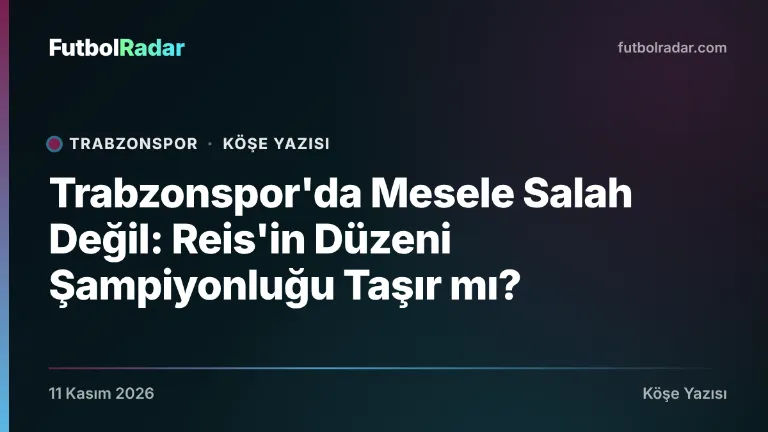 FutbolRadar
futbolradar.com
TRABZONSPOR · KÖŞE YAZISI
Trabzonspor'da Mesele Salah
Değil: Reis'in Düzeni
Şampiyonluğu Taşır mı?
11 Kasım 2026
Köşe Yazısı